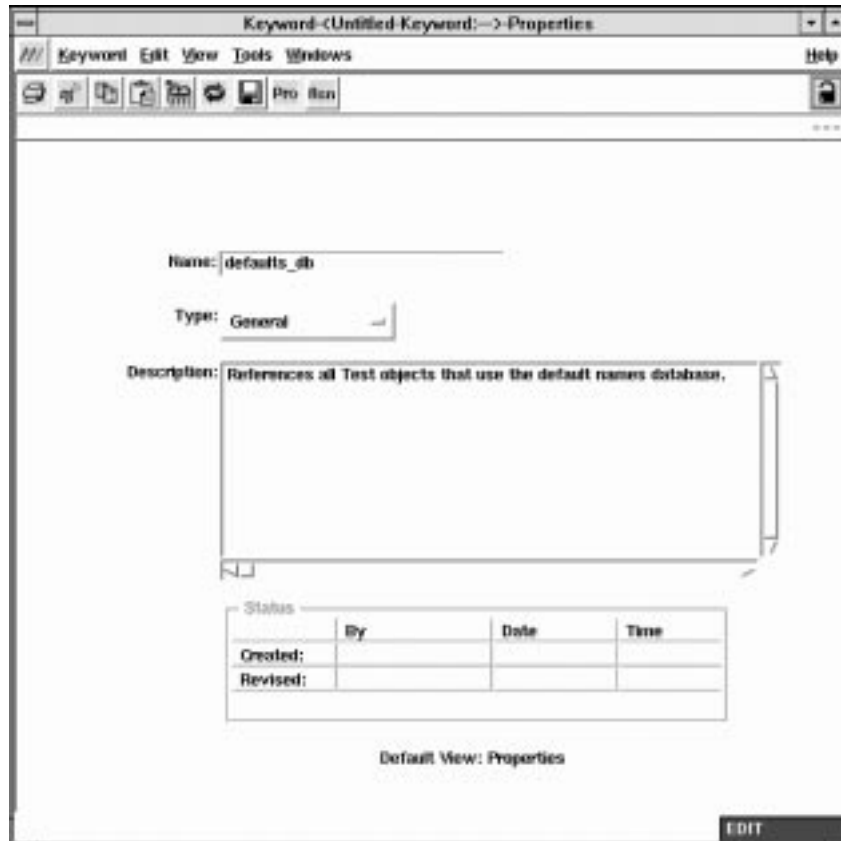 Keyword-<Untitled-Keyword:—>-Properties
Keyword Edit View Tools Windows Help
Pro Rsn
Name: defaults_db
Type: General
Description: References all Test objects that use the default names database.
Status
By Date Time
Created:
Revised:
Default View: Properties
EDIT